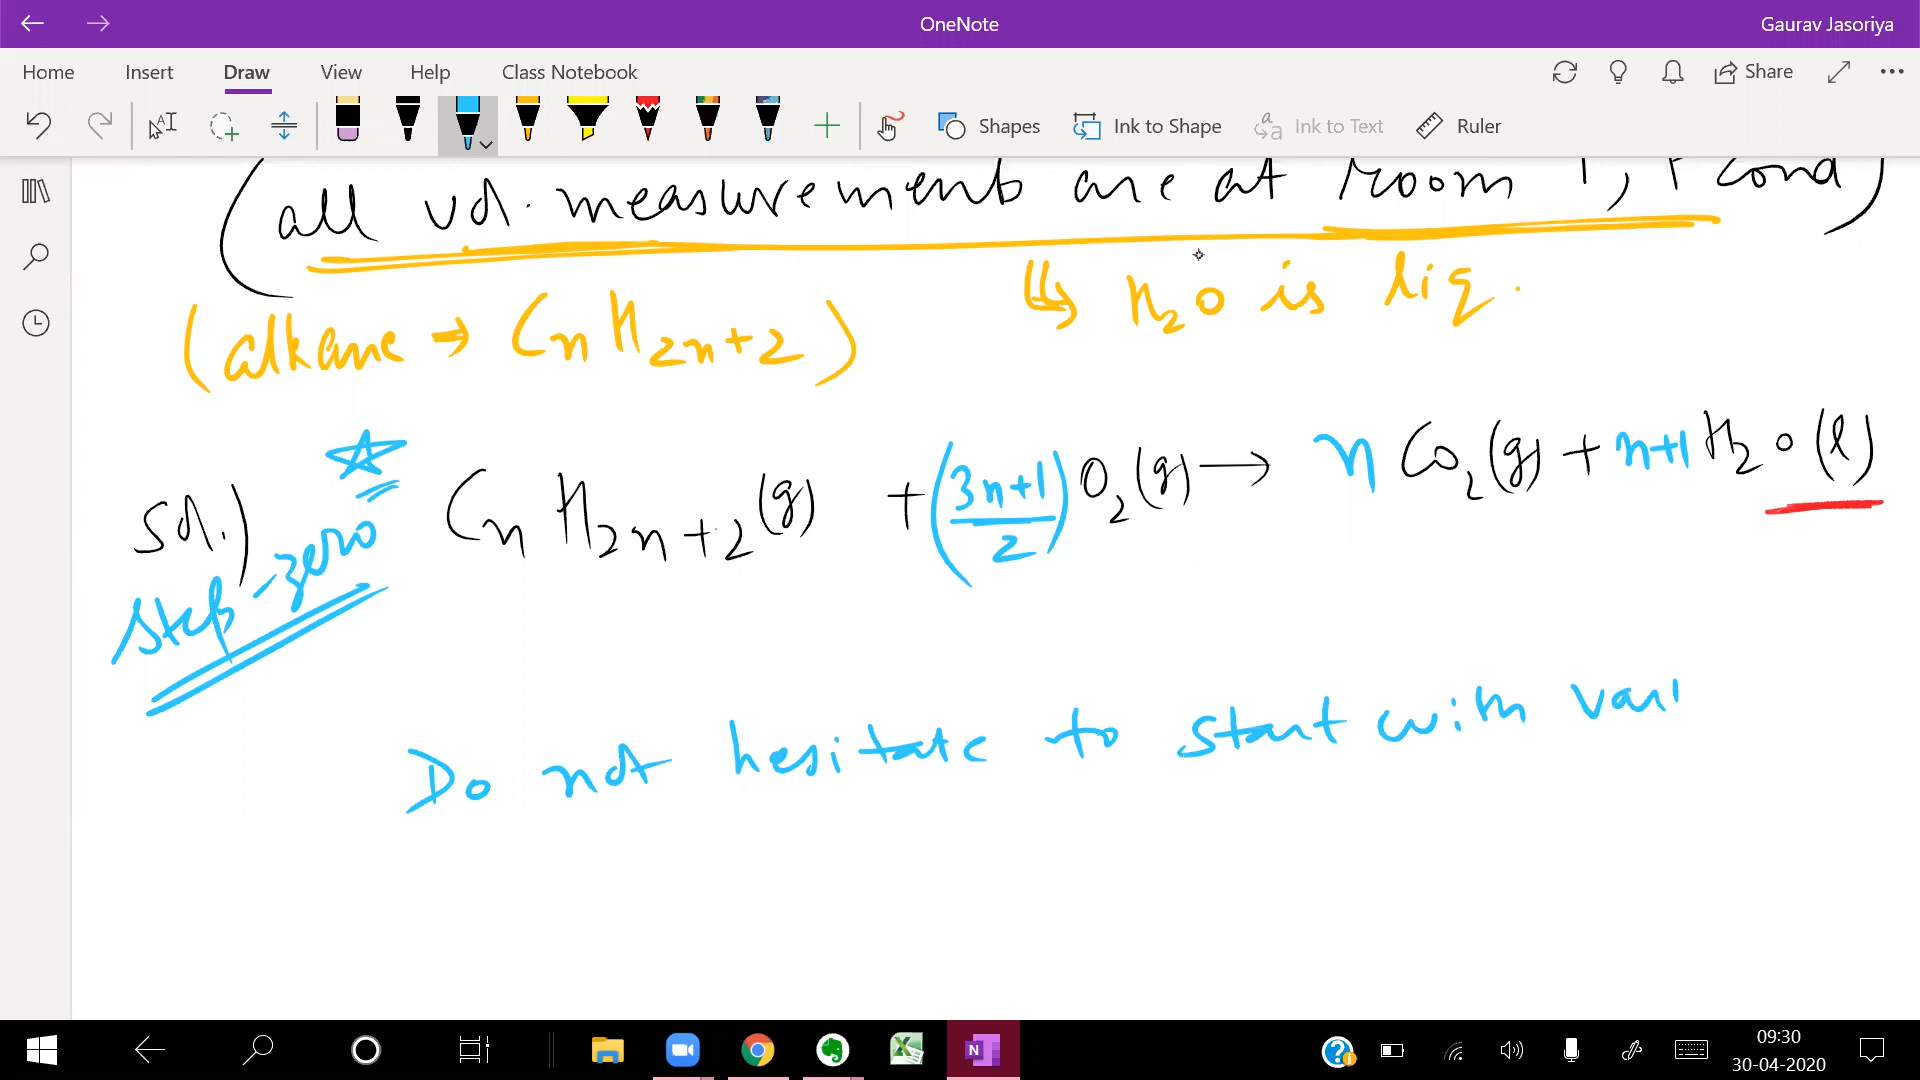 OneNote
Gaurav Jasoriya
Home Insert Draw View Help Class Notebook
Share
Shapes Ink to Shape Ink to Text Ruler
(all vol. measurements are at room T, P cond)
H₂O is liq.
(alkane → CnH2n+2)
Sol.) CnH2n+2(g) + (3n+1/2)O₂(g) → n CO₂(g) + n+1 H₂O(l)
Step-zero
Do not hesitate to start with vari
09:30
30-04-2020